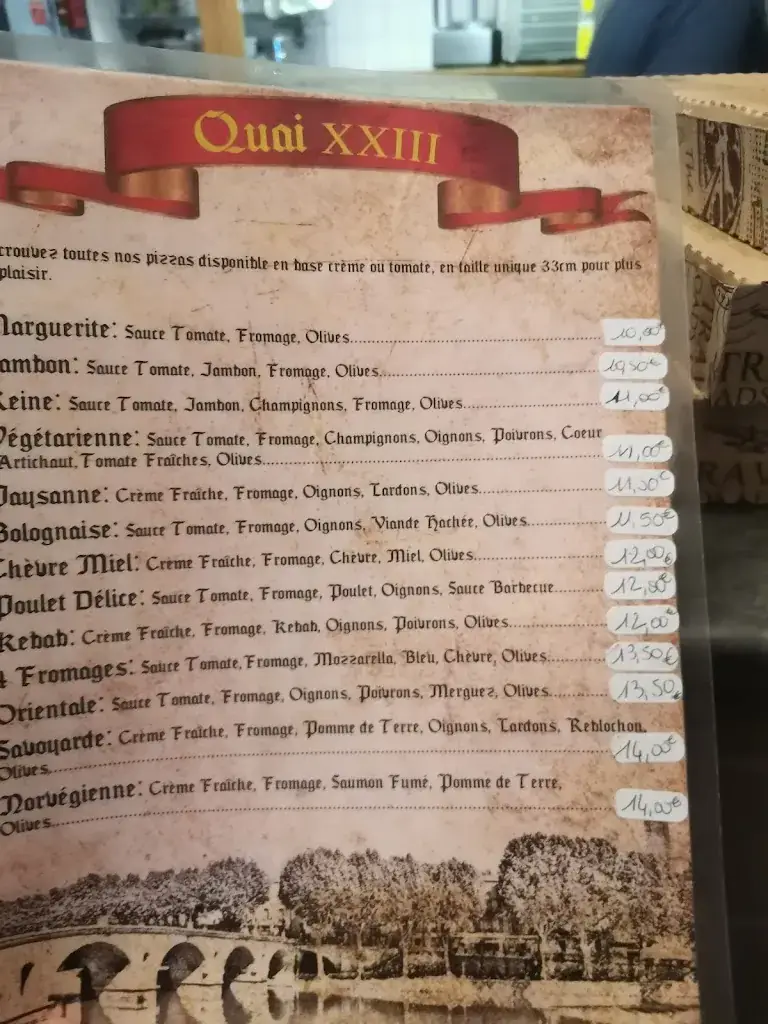 Quai XXIII
trouvez toutes nos pizzas disponible en base crème ou tomate, en taille unique 33cm pour plus
plaisir.
Marguerite: Sauce Tomate, Fromage, Olives 10,00€
ambon: Sauce Tomate, Jambon, Fromage, Olives. 10,50€
Reine: Sauce Tomate, Jambon, Champignons, Fromage, Olives. 11,00€
Végétarienne: Sauce Tomate, Fromage, Champignons, Oignons, Poivrons, Coeur
Artichaut, Tomate Fraîches, Olives. 11,00€
Paysanne: Crème Fraîche, Fromage, Oignons, Lardons, Olives. 11,50€
Bolognaise: Sauce Tomate, Fromage, Oignons, Viande Hachée, Olives. 11,50€
Chèvre Miel: Crème Fraîche, Fromage, Chèvre, Miel, Olives. 12,00€
Poulet Délice: Sauce Tomate, Fromage, Poulet, Oignons, Sauce Barbecue. 12,00€
Kebab: Crème Fraîche, Fromage, Kebab, Oignons, Poivrons, Olives. 12,00€
4 Fromages: Sauce Tomate, Fromage, Mozzarella, Bleu, Chèvre, Olives. 13,50€
Orientale: Sauce Tomate, Fromage, Oignons, Poivrons, Merguez, Olives. 13,50€
Savoyarde: Crème Fraîche, Fromage, Pomme de Terre, Oignons, Lardons, Reblochon,
Olives. 14,00€
Norvégienne: Crème Fraîche, Fromage, Saumon Fumé, Pomme de Terre,
Olives. 14,00€